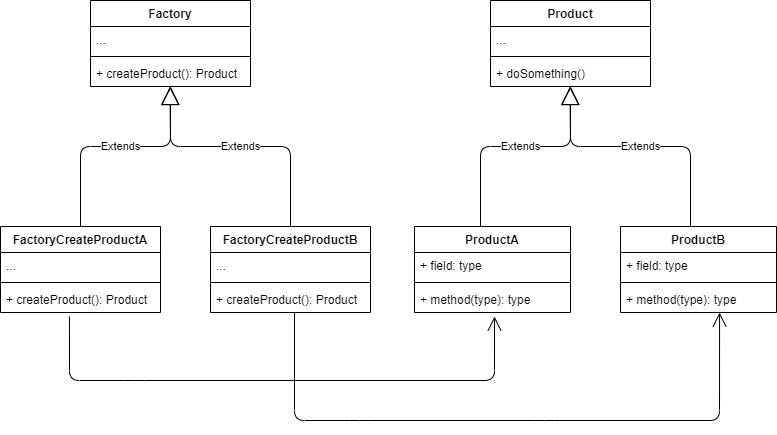 Factory
...
+ createProduct(): Product
Product
...
+ doSomething()
Extends
Extends
Extends
Extends
FactoryCreateProductA
...
+ createProduct(): Product
FactoryCreateProductB
...
+ createProduct(): Product
ProductA
+ field: type
+ method(type): type
ProductB
+ field: type
+ method(type): type